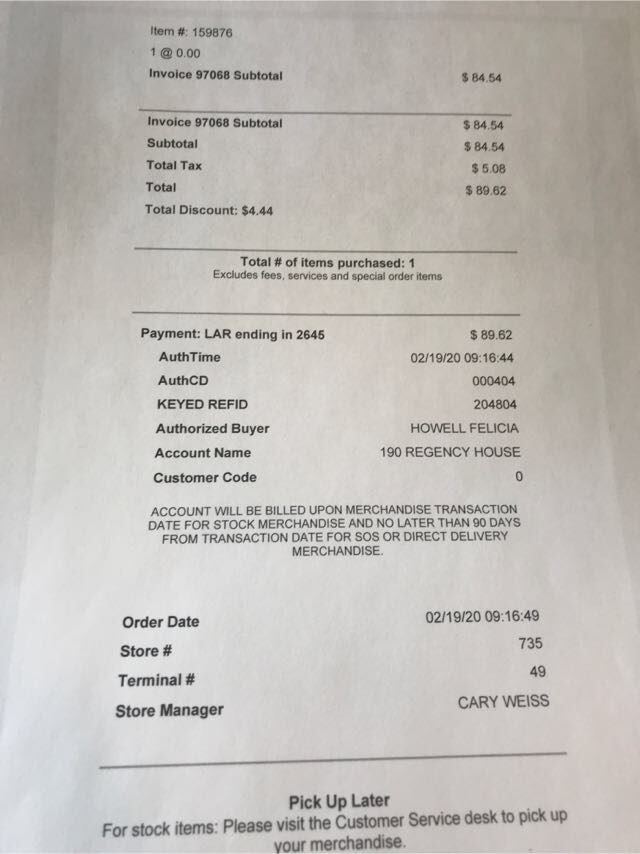 Item #: 159876
1 @ 0.00
Invoice 97068 Subtotal $ 84.54
Invoice 97068 Subtotal $ 84.54
Subtotal $ 84.54
Total Tax $ 5.08
Total $ 89.62
Total Discount: $4.44
Total # of items purchased: 1
Excludes fees, services and special order items
Payment: LAR ending in 2645 $ 89.62
AuthTime 02/19/20 09:16:44
AuthCD 000404
KEYED REFID 204804
Authorized Buyer HOWELL FELICIA
Account Name 190 REGENCY HOUSE
Customer Code 0
ACCOUNT WILL BE BILLED UPON MERCHANDISE TRANSACTION
DATE FOR STOCK MERCHANDISE AND NO LATER THAN 90 DAYS
FROM TRANSACTION DATE FOR SOS OR DIRECT DELIVERY
MERCHANDISE.
Order Date 02/19/20 09:16:49
Store # 735
Terminal # 49
Store Manager CARY WEISS
Pick Up Later
For stock items: Please visit the Customer Service desk to pick up
your merchandise.